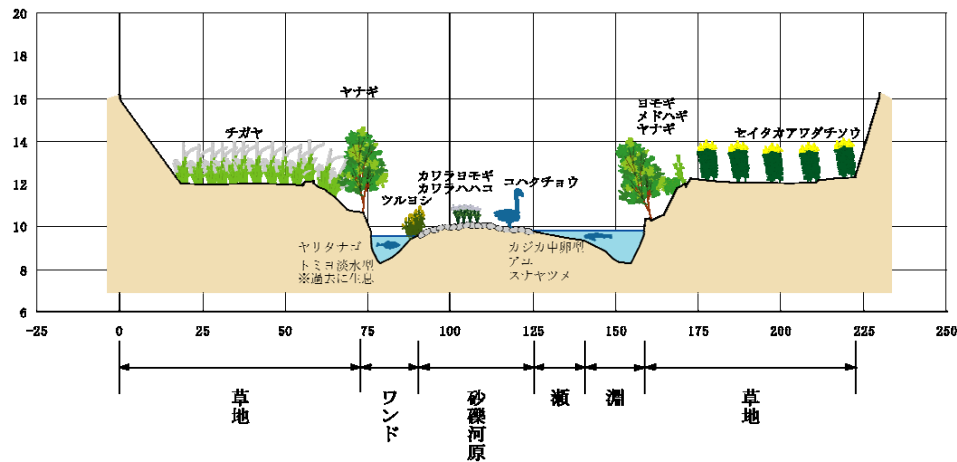 20
18
16
14
12
10
8
6
ヤナギ
チガヤ
ツルヨシ
カワラヨモギ
カワラハハコ
コハクチョウ
ヨモギ
メドハギ
ヤナギ
セイタカアワダチソウ
ヤリタナゴ
トミヨ淡水型
※過去に生息
カジカ中卵型
アユ
スナヤツメ
-25
0
25
50
75
100
125
150
175
200
225
250
草地
ワンド
砂礫河原
瀬
淵
草地